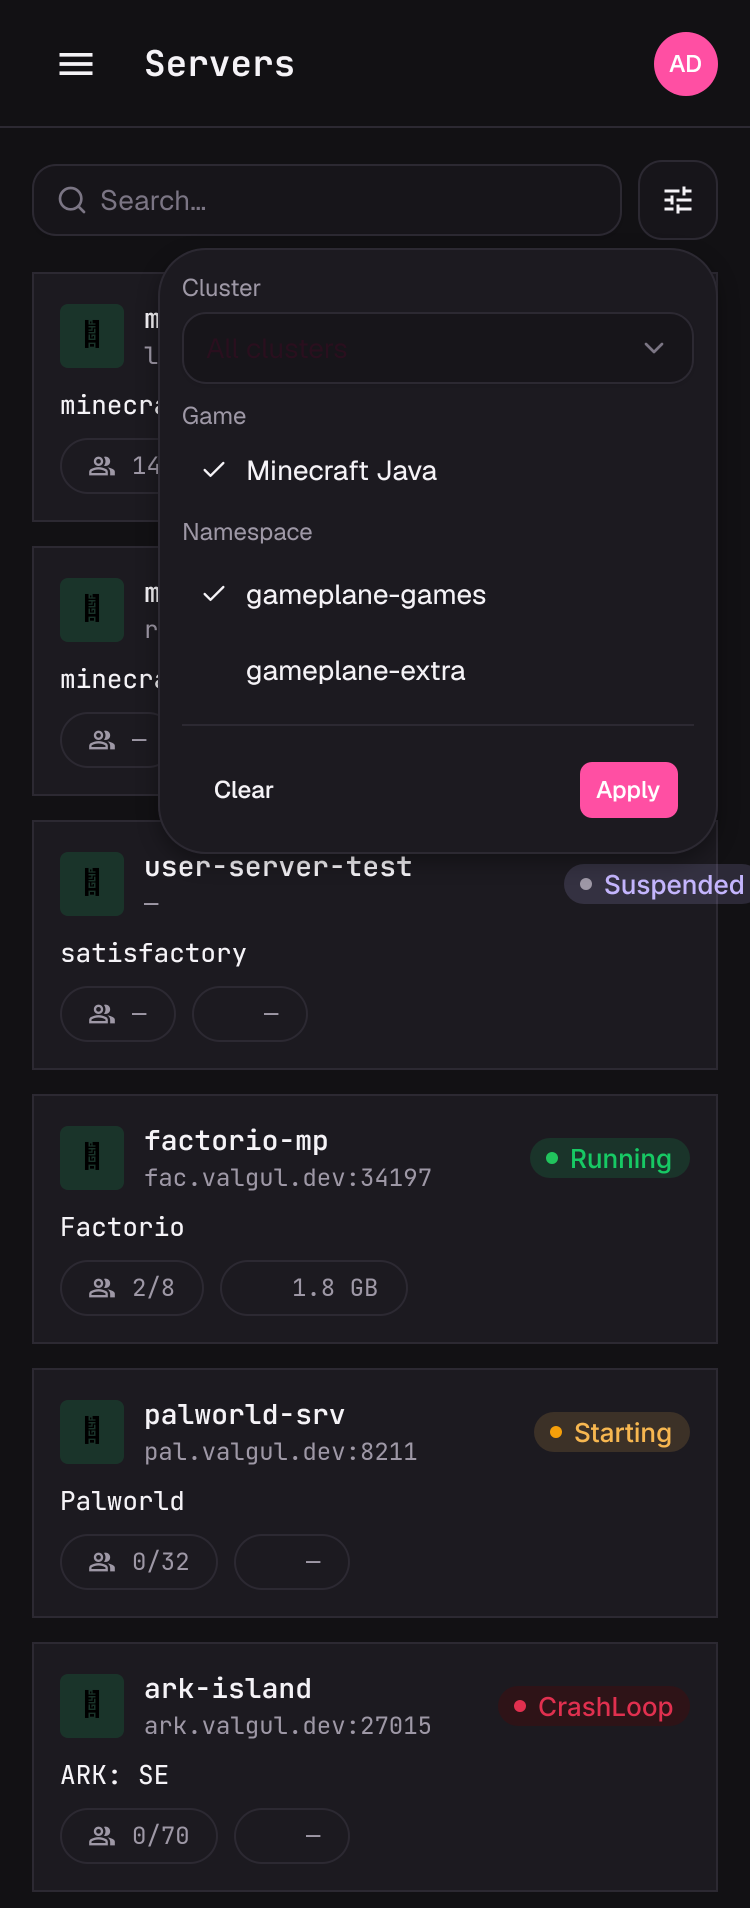 Servers
AD
Search…
Cluster
All clusters
Game
Minecraft Java
Namespace
gameplane-games
gameplane-extra
Clear
Apply
m
l
minecra
14
m
r
minecra
—
user-server-test
Suspended
—
satisfactory
— —
factorio-mp
Running
fac.valgul.dev:34197
Factorio
2/8 1.8 GB
palworld-srv
Starting
pal.valgul.dev:8211
Palworld
0/32 —
ark-island
CrashLoop
ark.valgul.dev:27015
ARK: SE
0/70 —